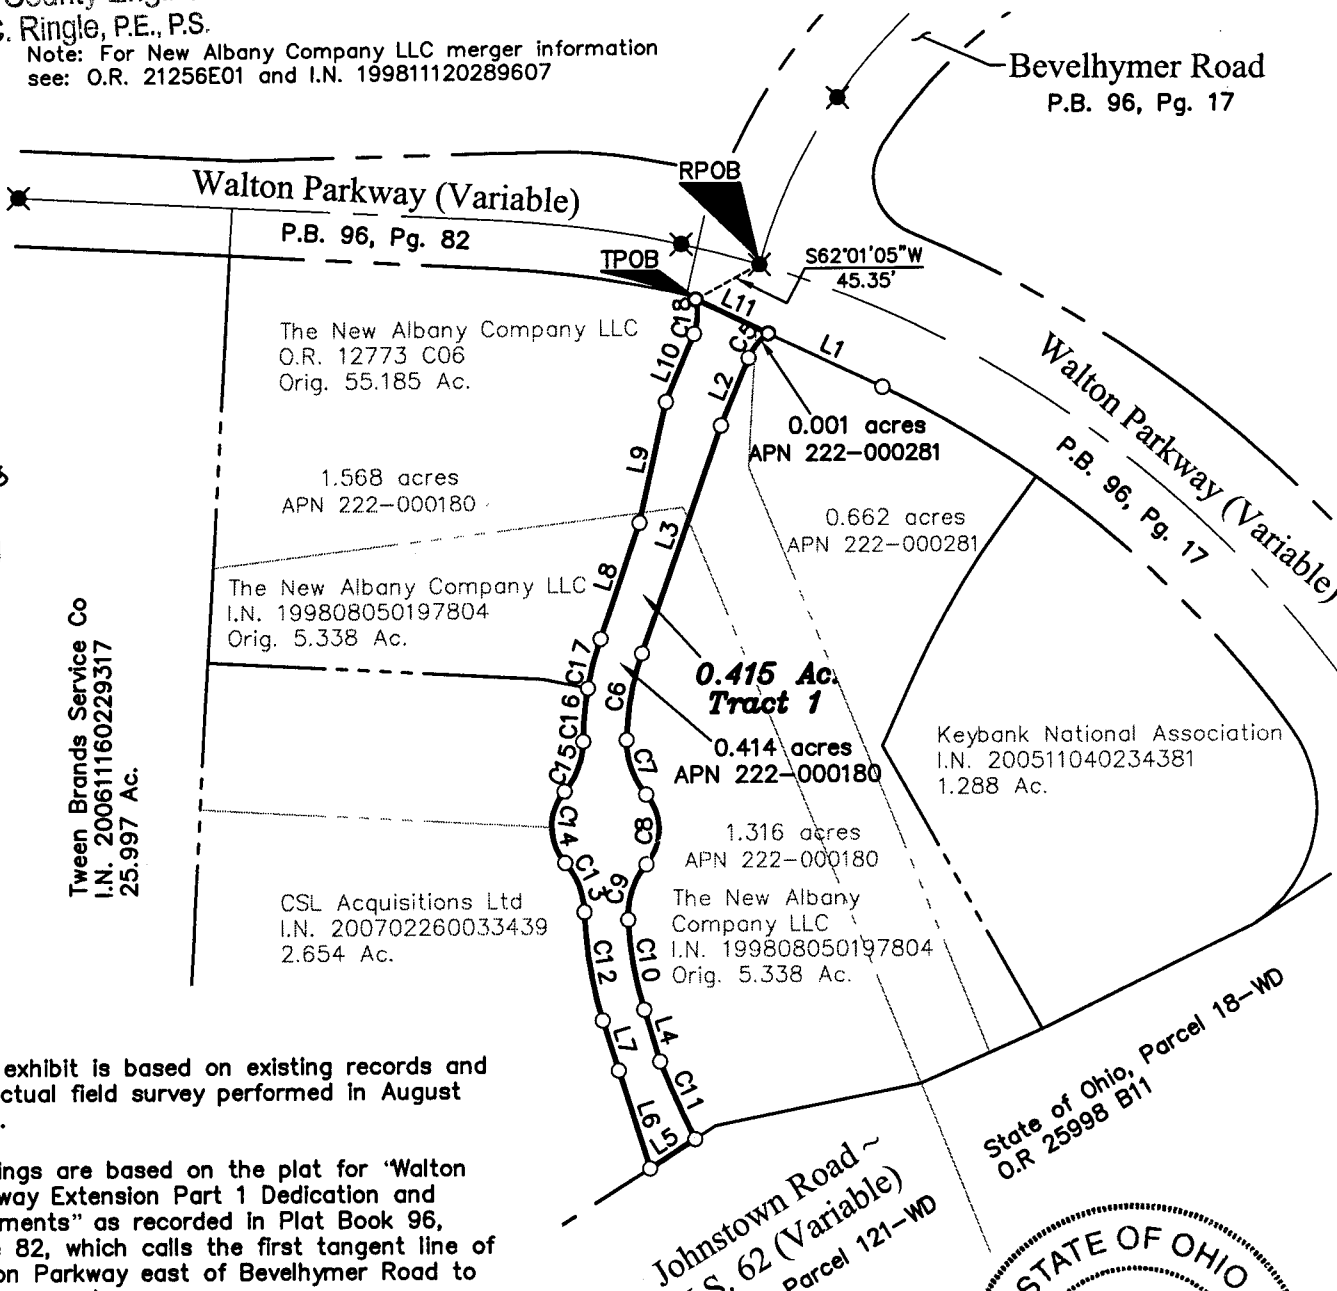 C. Ringle, P.E., P.S.
Note: For New Albany Company LLC merger information
see: O.R. 21256E01 and I.N. 199811120289607
Bevelhymer Road
P.B. 96, Pg. 17
RPOB
Walton Parkway (Variable)
P.B. 96, Pg. 82
TPOB
S62°01'05"W
45.35'
L11
C18
C5
L1
L10
L2
The New Albany Company LLC
O.R. 12773 C06
Orig. 55.185 Ac.
Walton Parkway (Variable)
P.B. 96, Pg. 17
0.001 acres
APN 222-000281
L9
1.568 acres
APN 222-000180
L3
0.662 acres
APN 222-000281
L8
The New Albany Company LLC
I.N. 199808050197804
Orig. 5.338 Ac.
Tween Brands Service Co
I.N. 200611160229317
25.997 Ac.
C17
C6
C16
0.415 Ac.
Tract 1
0.414 acres
APN 222-000180
Keybank National Association
I.N. 200511040234381
1.288 Ac.
C15
C7
C14
C8
1.316 acres
APN 222-000180
C13
C9
The New Albany
Company LLC
I.N. 199808050197804
Orig. 5.338 Ac.
CSL Acquisitions Ltd
I.N. 200702260033439
2.654 Ac.
C12
C10
L4
L7
C11
L6
L5
State of Ohio, Parcel 18-WD
O.R 25998 B11
exhibit is based on existing records and
ctual field survey performed in August
ings are based on the plat for "Walton
way Extension Part 1 Dedication and
ments" as recorded in Plat Book 96,
82, which calls the first tangent line of
on Parkway east of Bevelhymer Road to
Johnstown Road ~
S. 62 (Variable)
Parcel 121-WD
STATE OF OHIO